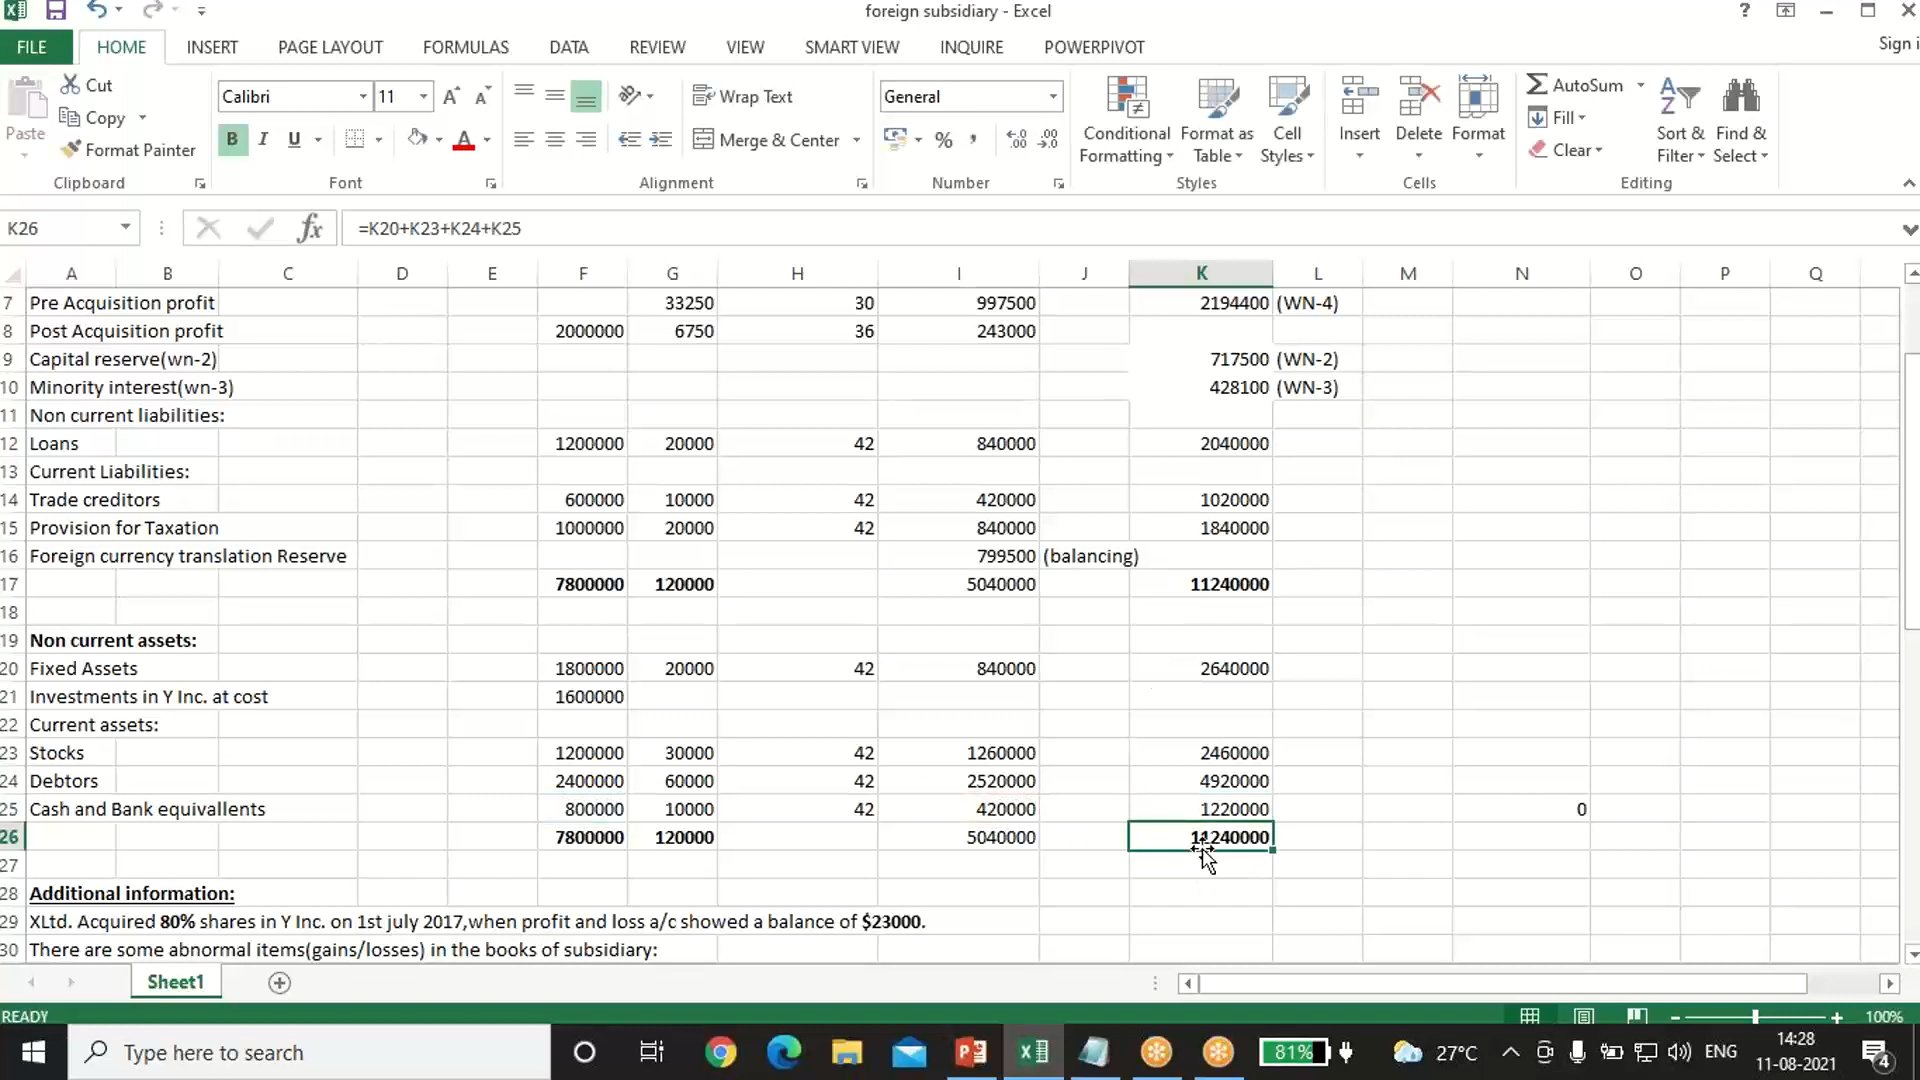 foreign subsidiary - Excel
?
Sign i
FILE HOME INSERT PAGE LAYOUT FORMULAS DATA REVIEW VIEW SMART VIEW INQUIRE POWERPIVOT
Paste Cut Copy Format Painter
Calibri 11
B I U
Wrap Text
Merge & Center
General
%
Conditional Formatting Format as Table Cell Styles
Insert Delete Format
AutoSum Fill Clear
Sort & Filter Find & Select
Clipboard Font Alignment Number Styles Cells Editing
K26 fx =K20+K23+K24+K25
A B C D E F G H I J K L M N O P Q
7 Pre Acquisition profit 33250 30 997500 2194400 (WN-4)
8 Post Acquisition profit 2000000 6750 36 243000
9 Capital reserve(wn-2) 717500 (WN-2)
10 Minority interest(wn-3) 428100 (WN-3)
11 Non current liabilities:
12 Loans 1200000 20000 42 840000 2040000
13 Current Liabilities:
14 Trade creditors 600000 10000 42 420000 1020000
15 Provision for Taxation 1000000 20000 42 840000 1840000
16 Foreign currency translation Reserve 799500 (balancing)
17 7800000 120000 5040000 11240000
18
19 Non current assets:
20 Fixed Assets 1800000 20000 42 840000 2640000
21 Investments in Y Inc. at cost 1600000
22 Current assets:
23 Stocks 1200000 30000 42 1260000 2460000
24 Debtors 2400000 60000 42 2520000 4920000
25 Cash and Bank equivallents 800000 10000 42 420000 1220000 0
26 7800000 120000 5040000 11240000
27
28 Additional information:
29 XLtd. Acquired 80% shares in Y Inc. on 1st july 2017,when profit and loss a/c showed a balance of $23000.
30 There are some abnormal items(gains/losses) in the books of subsidiary:
Sheet1
READY 100%
Type here to search 81% 27°C ENG 14:28
11-08-2021 4